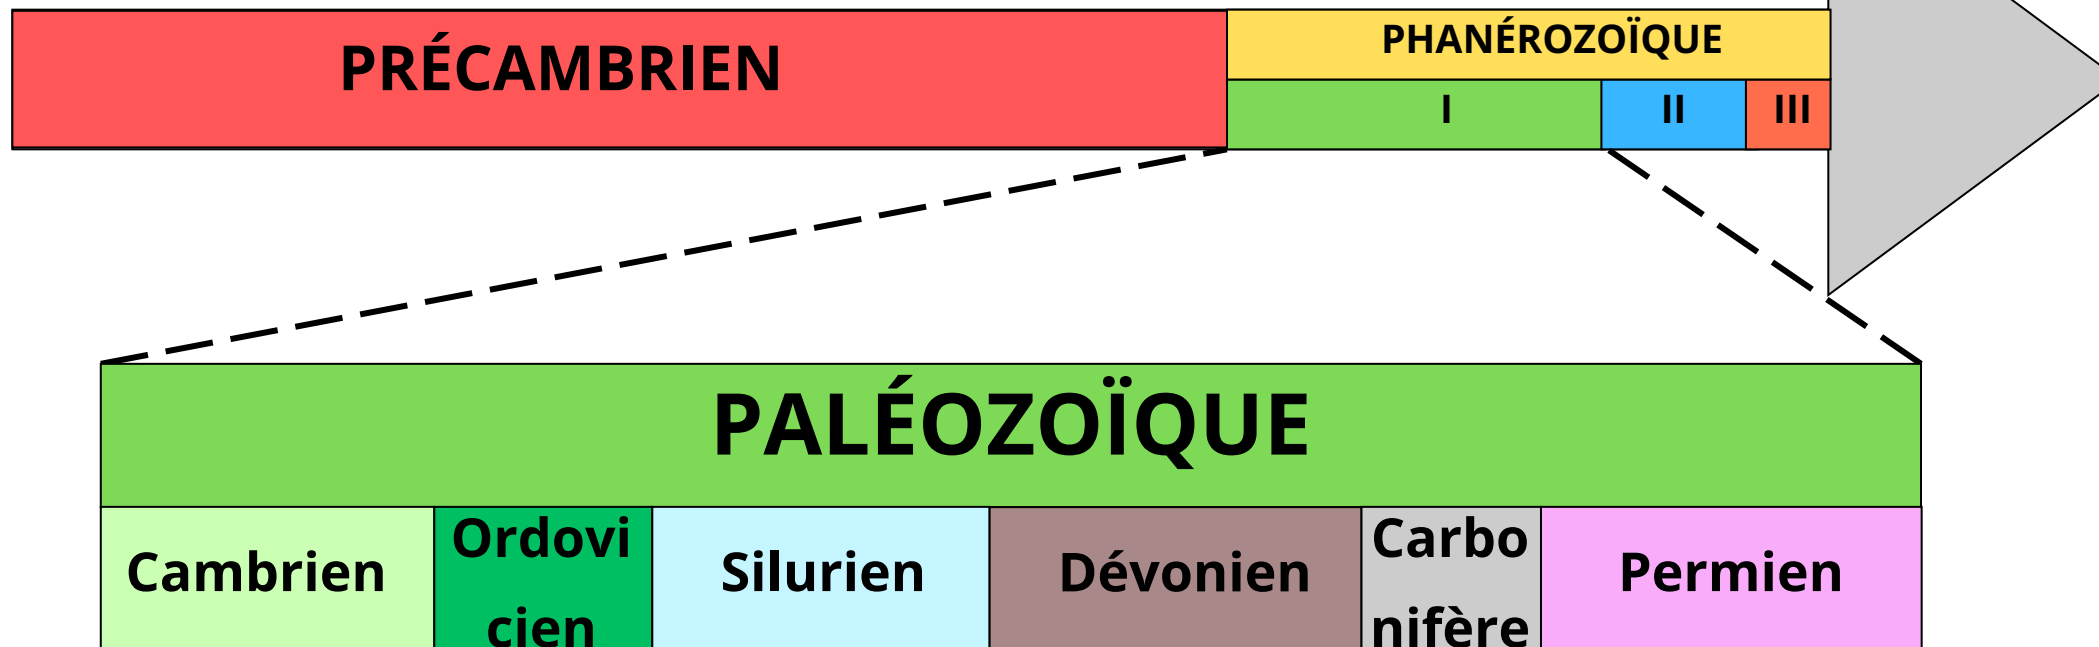 PRÉCAMBRIEN
PHANÉROZOÏQUE
I
II
III
PALÉOZOÏQUE
Cambrien
Ordovi
cien
Silurien
Dévonien
Carbo
nifère
Permien